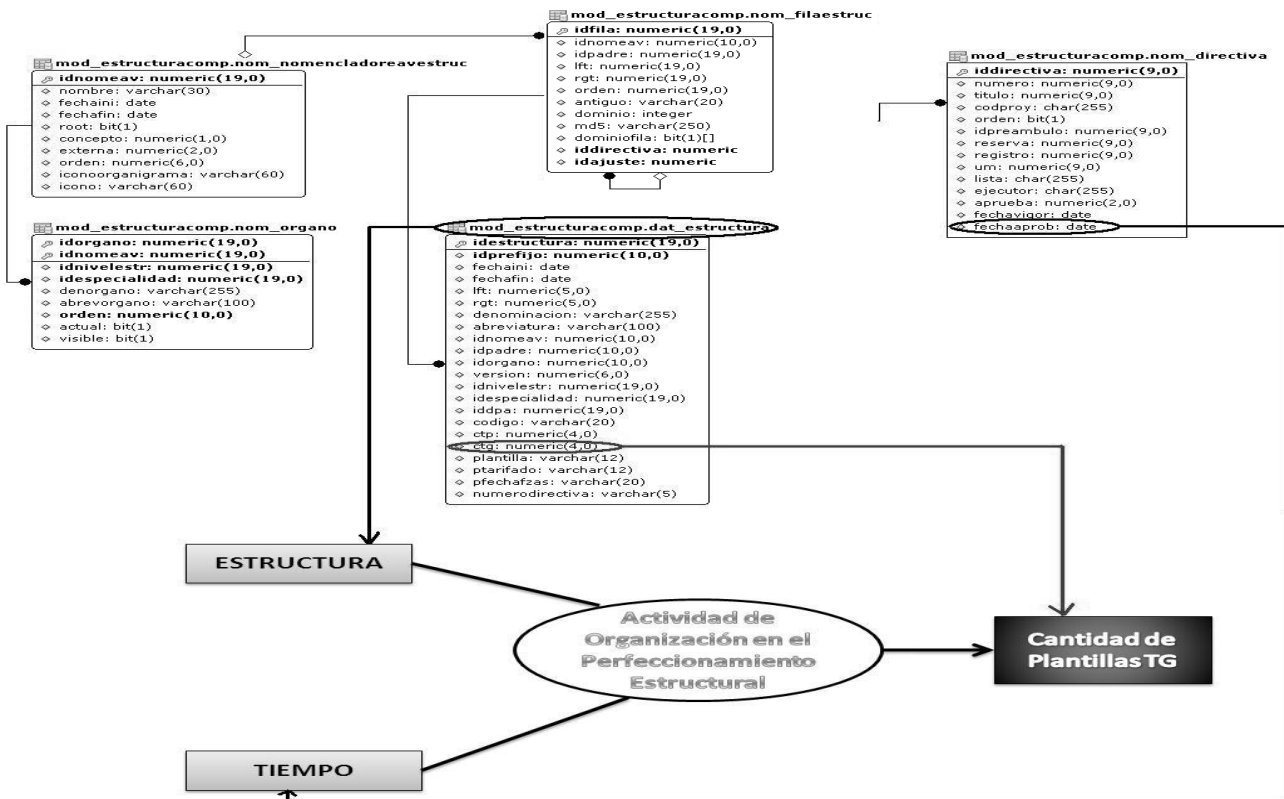 mod_estructuracomp.nom_nomencladoreavestruc
idnomeav: numeric(19,0)
nombre: varchar(30)
fechaini: date
fechafin: date
root: bit(1)
concepto: numeric(1,0)
externa: numeric(2,0)
orden: numeric(6,0)
iconoorganigrama: varchar(60)
icono: varchar(60)
mod_estructuracomp.nom_filaestruc
idfila: numeric(19,0)
idnomeav: numeric(10,0)
idpadre: numeric(19,0)
lft: numeric(19,0)
rgt: numeric(19,0)
orden: numeric(19,0)
antiguo: varchar(20)
dominio: integer
md5: varchar(250)
dominiofila: bit(1)[]
iddirectiva: numeric
idajuste: numeric
mod_estructuracomp.nom_directiva
iddirectiva: numeric(9,0)
numero: numeric(9,0)
titulo: numeric(9,0)
codproy: char(255)
orden: bit(1)
idpreambulo: numeric(9,0)
reserva: numeric(9,0)
registro: numeric(9,0)
um: numeric(9,0)
lista: char(255)
ejecutor: char(255)
aprueba: numeric(2,0)
fechavigor: date
fechaaprob: date
mod_estructuracomp.nom_organo
idorgano: numeric(19,0)
idnomeav: numeric(19,0)
idnivelestr: numeric(19,0)
idespecialidad: numeric(19,0)
denorgano: varchar(255)
abrevorgano: varchar(100)
orden: numeric(10,0)
actual: bit(1)
visible: bit(1)
mod_estructuracomp.dat_estructura
idestructura: numeric(19,0)
idprefijo: numeric(10,0)
fechaini: date
fechafin: date
lft: numeric(5,0)
rgt: numeric(5,0)
denominacion: varchar(255)
abreviatura: varchar(100)
idnomeav: numeric(10,0)
idpadre: numeric(10,0)
idorgano: numeric(10,0)
version: numeric(6,0)
idnivelestr: numeric(19,0)
idespecialidad: numeric(19,0)
iddpa: numeric(19,0)
codigo: varchar(20)
ctp: numeric(4,0)
ctg: numeric(4,0)
plantilla: varchar(12)
ptarifado: varchar(12)
pfechafzas: varchar(20)
numerodirectiva: varchar(5)
ESTRUCTURA
Actividad de
Organización en el
Perfeccionamiento
Estructural
Cantidad de
Plantillas TG
TIEMPO